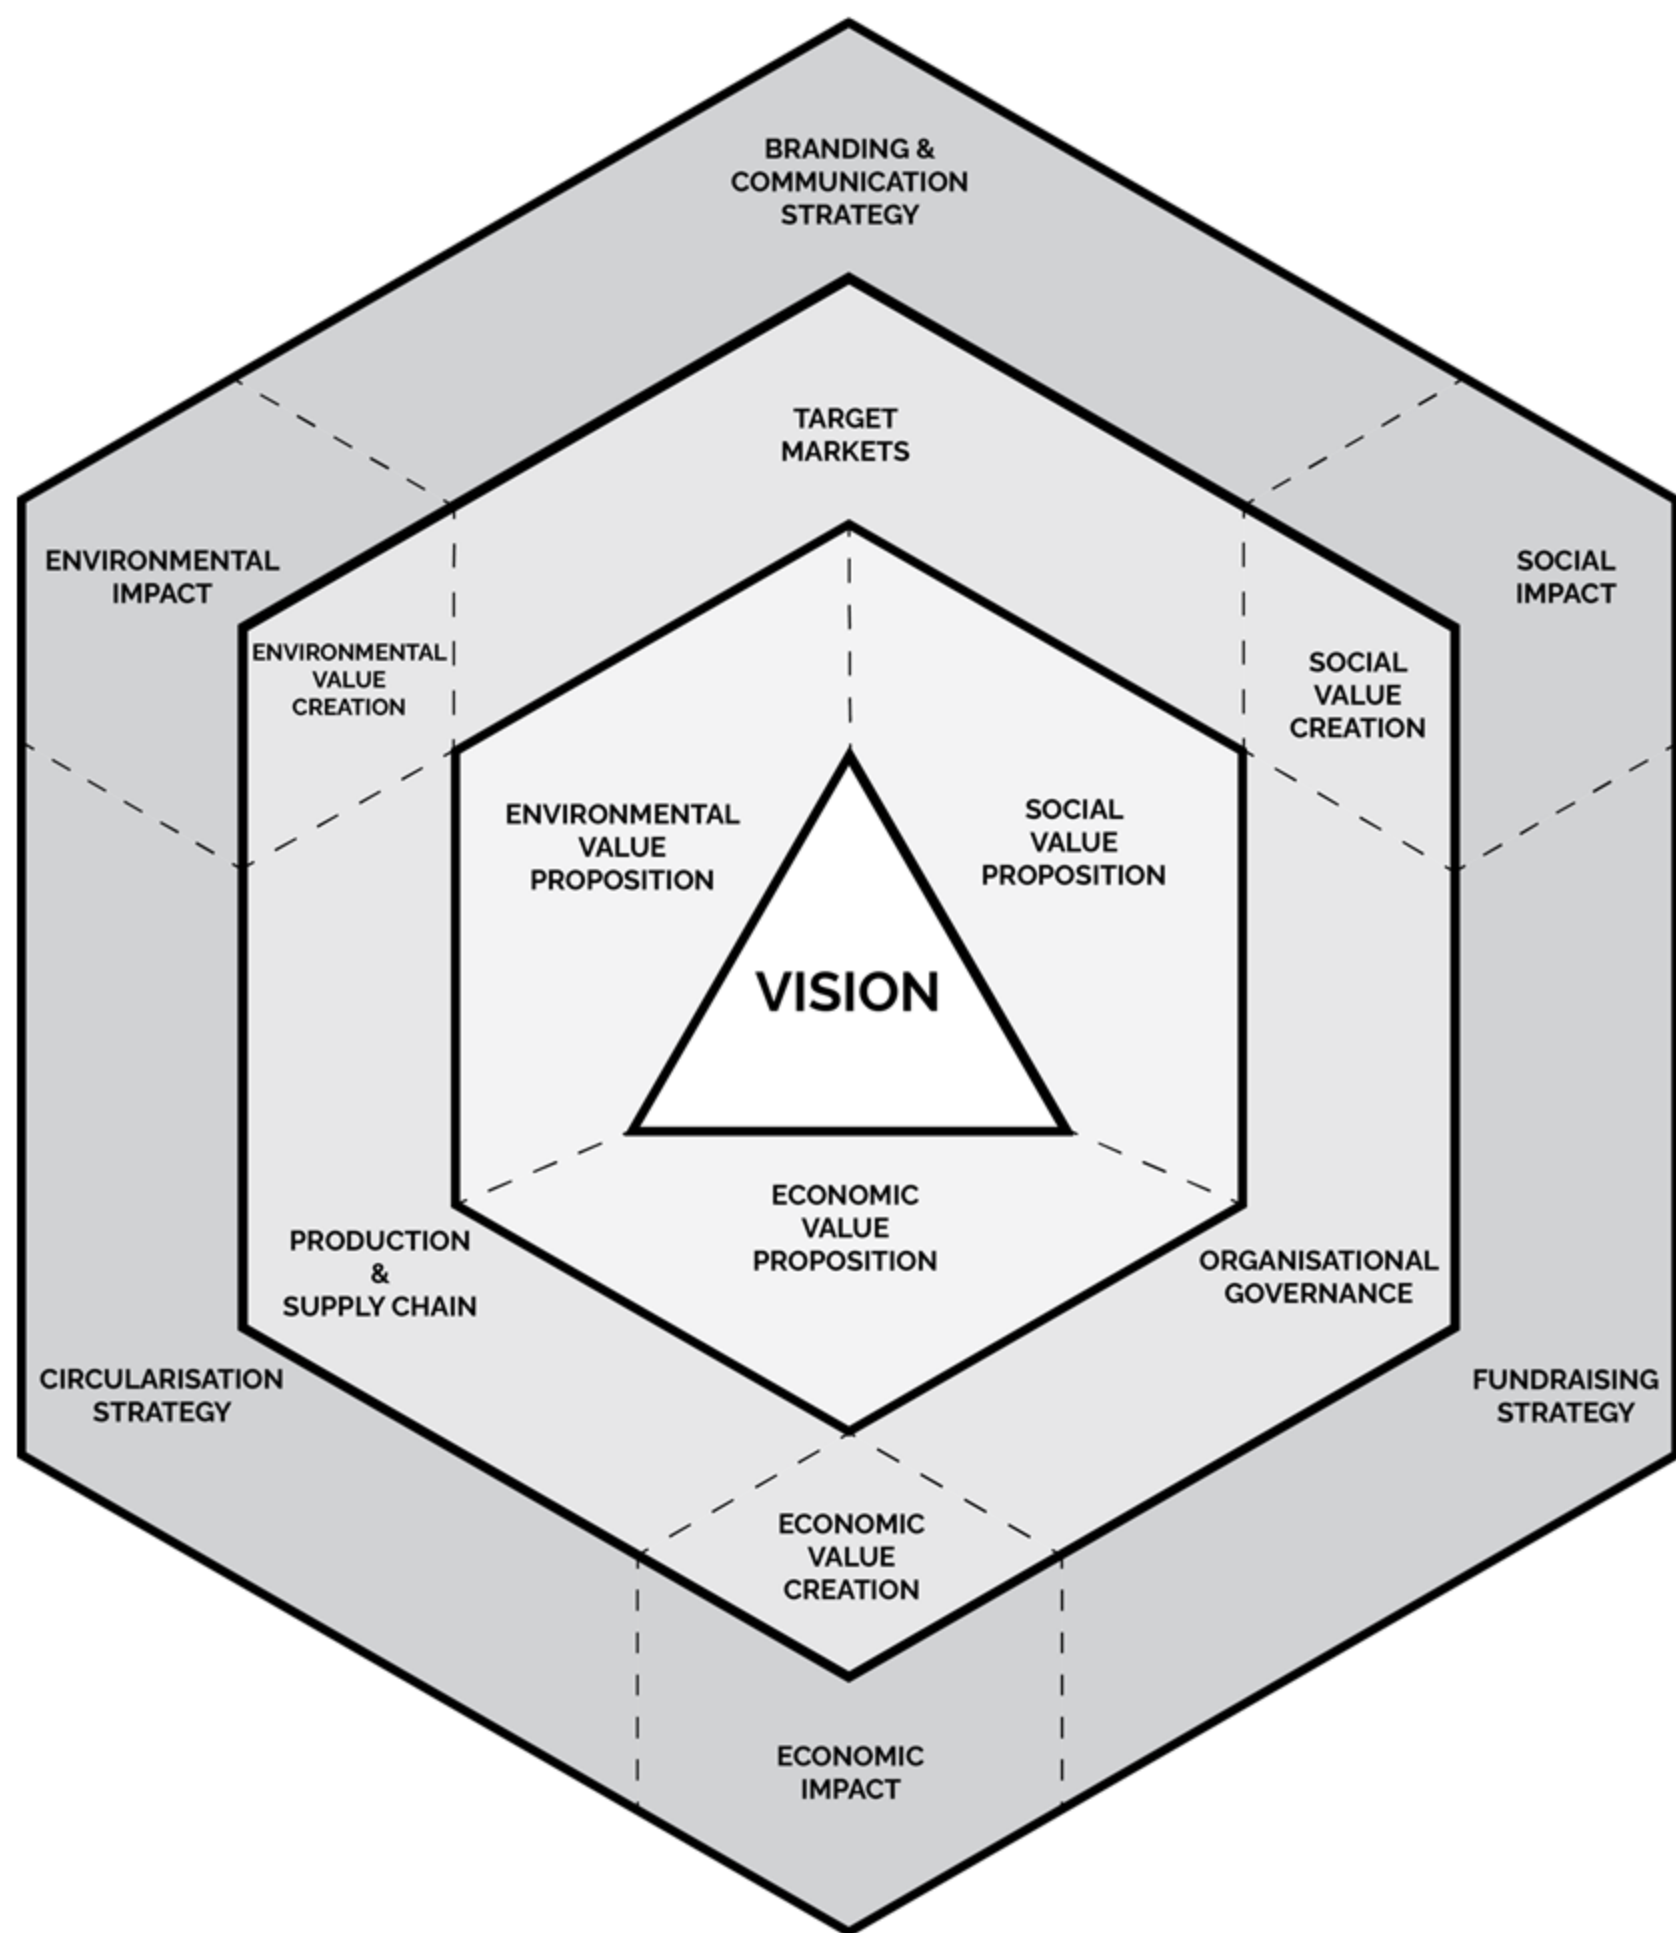 BRANDING &
COMMUNICATION
STRATEGY
TARGET
MARKETS
ENVIRONMENTAL
IMPACT
SOCIAL
IMPACT
ENVIRONMENTAL
VALUE
CREATION
SOCIAL
VALUE
CREATION
ENVIRONMENTAL
VALUE
PROPOSITION
SOCIAL
VALUE
PROPOSITION
VISION
ECONOMIC
VALUE
PROPOSITION
PRODUCTION
&
SUPPLY CHAIN
ORGANISATIONAL
GOVERNANCE
CIRCULARISATION
STRATEGY
FUNDRAISING
STRATEGY
ECONOMIC
VALUE
CREATION
ECONOMIC
IMPACT